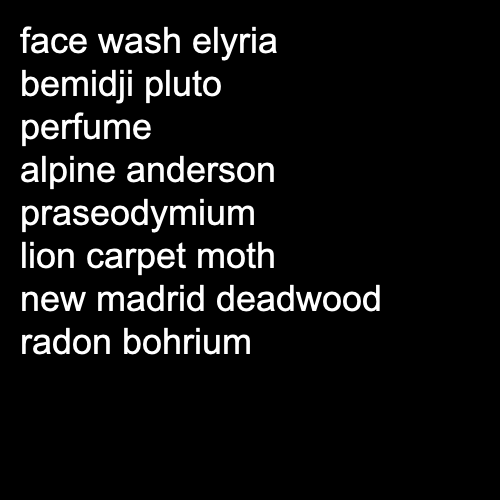 face wash elyria
bemidji pluto
perfume
alpine anderson
praseodymium
lion carpet moth
new madrid deadwood
radon bohrium